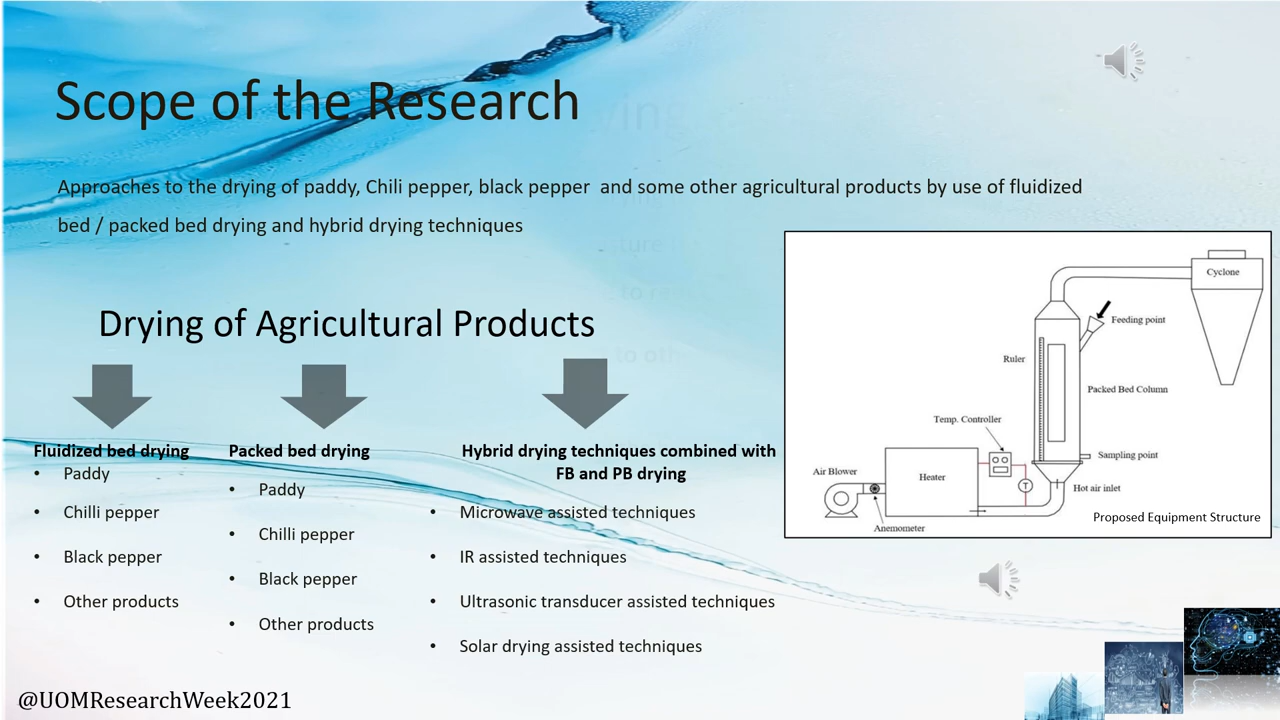 Scope of the Research
Approaches to the drying of paddy, Chili pepper, black pepper and some other agricultural products by use of fluidized
bed / packed bed drying and hybrid drying techniques
Drying of Agricultural Products
Fluidized bed drying
• Paddy
• Chilli pepper
• Black pepper
• Other products
Packed bed drying
• Paddy
• Chilli pepper
• Black pepper
• Other products
Hybrid drying techniques combined with
FB and PB drying
• Microwave assisted techniques
• IR assisted techniques
• Ultrasonic transducer assisted techniques
• Solar drying assisted techniques
Cyclone
Feeding point
Ruler
Packed Bed Column
Temp. Controller
Sampling point
Air Blower
Heater
T
Hot air inlet
Anemometer
Proposed Equipment Structure
@UOMResearchWeek2021